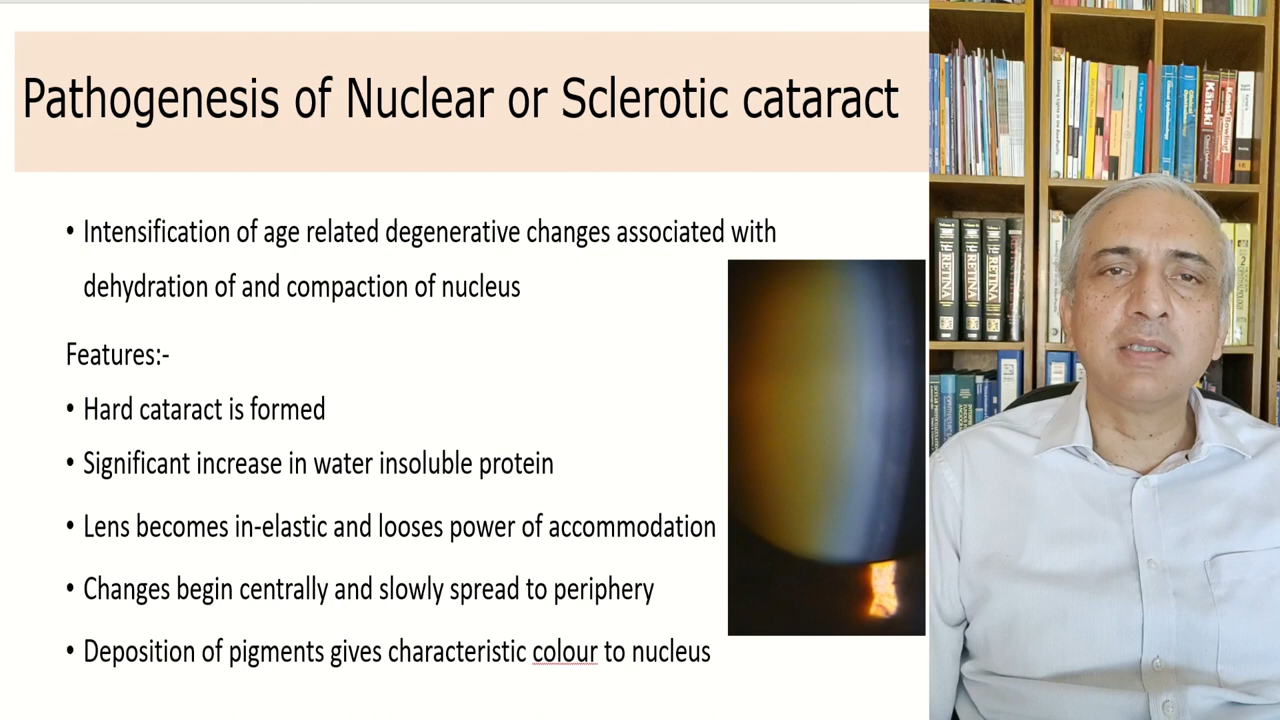 Pathogenesis of Nuclear or Sclerotic cataract
• Intensification of age related degenerative changes associated with
dehydration of and compaction of nucleus
Features:-
• Hard cataract is formed
• Significant increase in water insoluble protein
• Lens becomes in-elastic and looses power of accommodation
• Changes begin centrally and slowly spread to periphery
• Deposition of pigments gives characteristic colour to nucleus
Kanski
RETINA
RETINA
RETINA